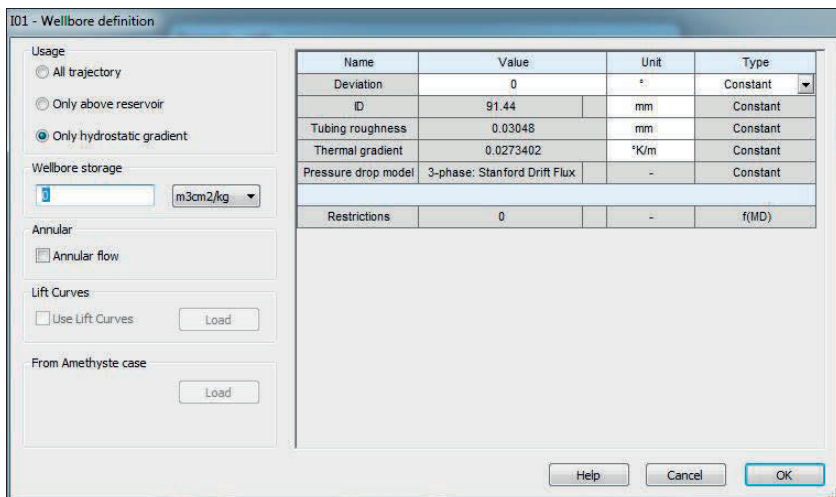 I01 - Wellbore definition
Usage
All trajectory
Only above reservoir
Only hydrostatic gradient
Wellbore storage
0 m3cm2/kg
Annular
Annular flow
Lift Curves
Use Lift Curves Load
From Amethyste case
Load
Name Value Unit Type
Deviation 0 ° Constant
ID 91.44 mm Constant
Tubing roughness 0.03048 mm Constant
Thermal gradient 0.0273402 °K/m Constant
Pressure drop model 3-phase: Stanford Drift Flux - Constant
Restrictions 0 - f(MD)
Help Cancel OK